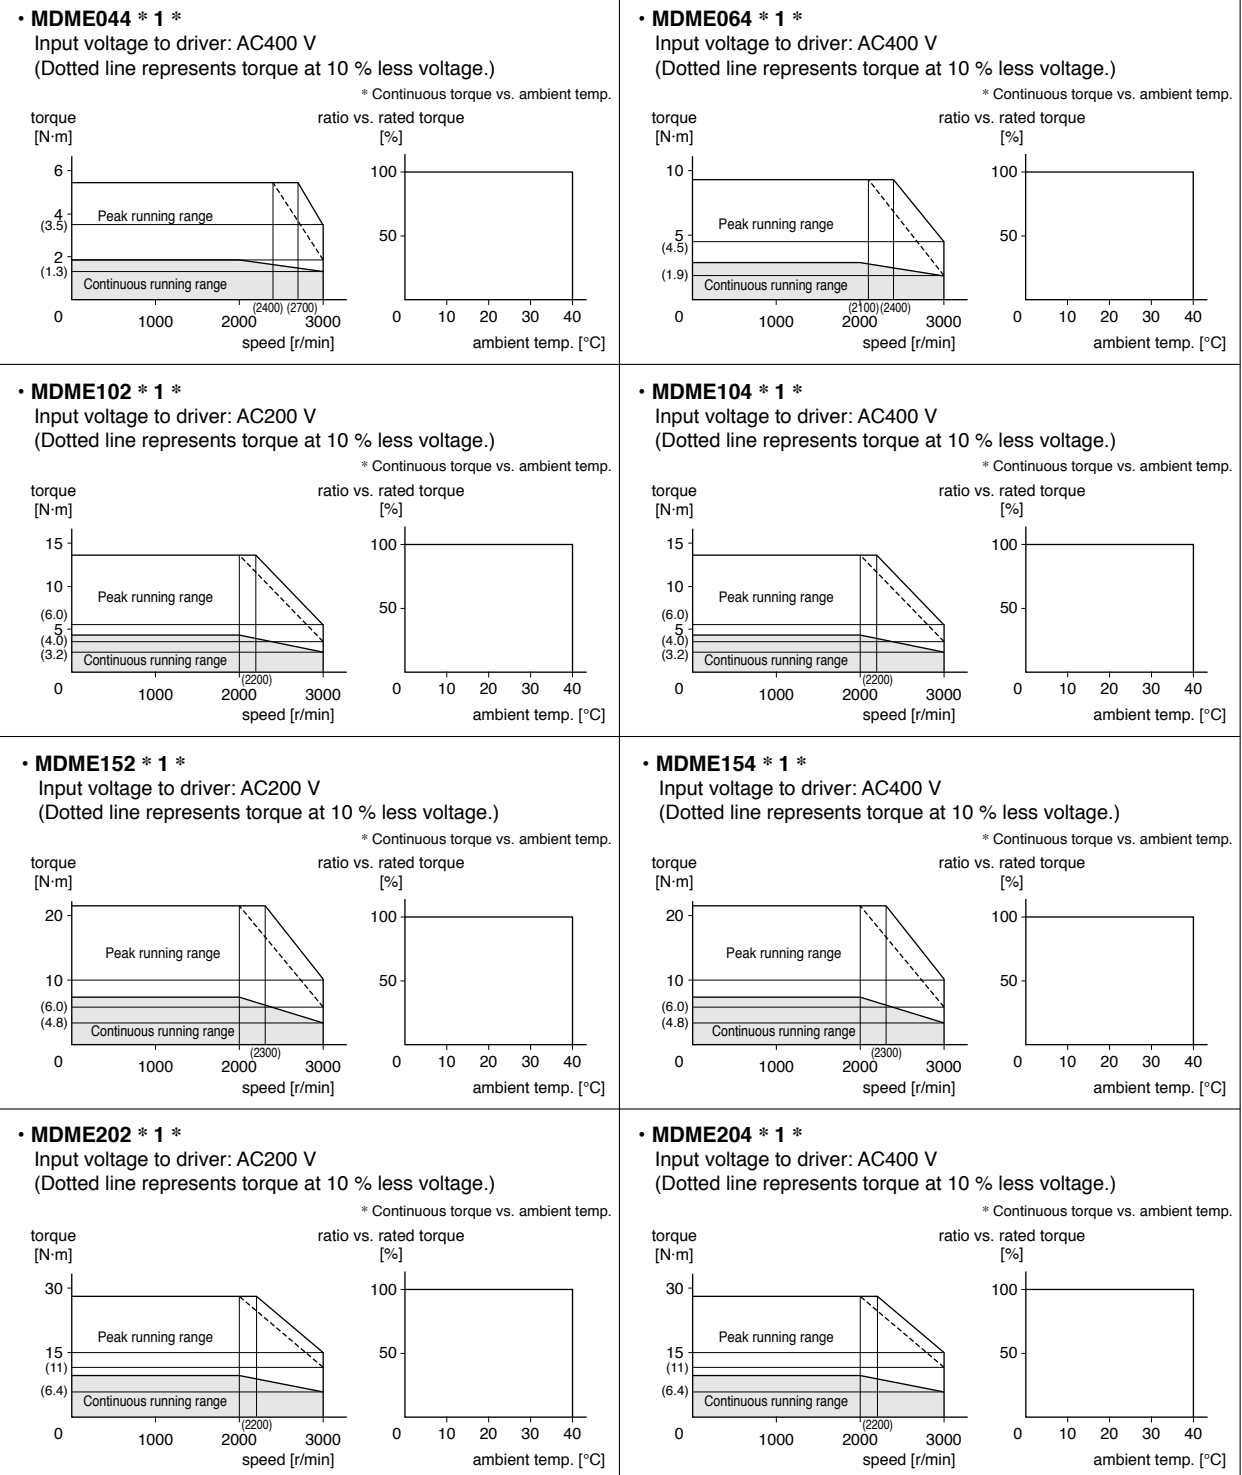 ・MDME044 * 1 *
Input voltage to driver: AC400 V
(Dotted line represents torque at 10 % less voltage.)
* Continuous torque vs. ambient temp.
torque
[N·m]
ratio vs. rated torque
[%]
6
4
(3.5)
2
(1.3)
Peak running range
Continuous running range
(2400) (2700)
0 1000 2000 3000
speed [r/min]
100
50
0 10 20 30 40
ambient temp. [°C]
・MDME064 * 1 *
Input voltage to driver: AC400 V
(Dotted line represents torque at 10 % less voltage.)
* Continuous torque vs. ambient temp.
torque
[N·m]
ratio vs. rated torque
[%]
10
5
(4.5)
(1.9)
Peak running range
Continuous running range
(2100) (2400)
0 1000 2000 3000
speed [r/min]
100
50
0 10 20 30 40
ambient temp. [°C]
・MDME102 * 1 *
Input voltage to driver: AC200 V
(Dotted line represents torque at 10 % less voltage.)
* Continuous torque vs. ambient temp.
torque
[N·m]
ratio vs. rated torque
[%]
15
10
(6.0)
5
(4.0)
(3.2)
Peak running range
Continuous running range
(2200)
0 1000 2000 3000
speed [r/min]
100
50
0 10 20 30 40
ambient temp. [°C]
・MDME104 * 1 *
Input voltage to driver: AC400 V
(Dotted line represents torque at 10 % less voltage.)
* Continuous torque vs. ambient temp.
torque
[N·m]
ratio vs. rated torque
[%]
15
10
(6.0)
5
(4.0)
(3.2)
Peak running range
Continuous running range
(2200)
0 1000 2000 3000
speed [r/min]
100
50
0 10 20 30 40
ambient temp. [°C]
・MDME152 * 1 *
Input voltage to driver: AC200 V
(Dotted line represents torque at 10 % less voltage.)
* Continuous torque vs. ambient temp.
torque
[N·m]
ratio vs. rated torque
[%]
20
10
(6.0)
(4.8)
Peak running range
Continuous running range
(2300)
0 1000 2000 3000
speed [r/min]
100
50
0 10 20 30 40
ambient temp. [°C]
・MDME154 * 1 *
Input voltage to driver: AC400 V
(Dotted line represents torque at 10 % less voltage.)
* Continuous torque vs. ambient temp.
torque
[N·m]
ratio vs. rated torque
[%]
20
10
(6.0)
(4.8)
Peak running range
Continuous running range
(2300)
0 1000 2000 3000
speed [r/min]
100
50
0 10 20 30 40
ambient temp. [°C]
・MDME202 * 1 *
Input voltage to driver: AC200 V
(Dotted line represents torque at 10 % less voltage.)
* Continuous torque vs. ambient temp.
torque
[N·m]
ratio vs. rated torque
[%]
30
15
(11)
(6.4)
Peak running range
Continuous running range
(2200)
0 1000 2000 3000
speed [r/min]
100
50
0 10 20 30 40
ambient temp. [°C]
・MDME204 * 1 *
Input voltage to driver: AC400 V
(Dotted line represents torque at 10 % less voltage.)
* Continuous torque vs. ambient temp.
torque
[N·m]
ratio vs. rated torque
[%]
30
15
(11)
(6.4)
Peak running range
Continuous running range
(2200)
0 1000 2000 3000
speed [r/min]
100
50
0 10 20 30 40
ambient temp. [°C]